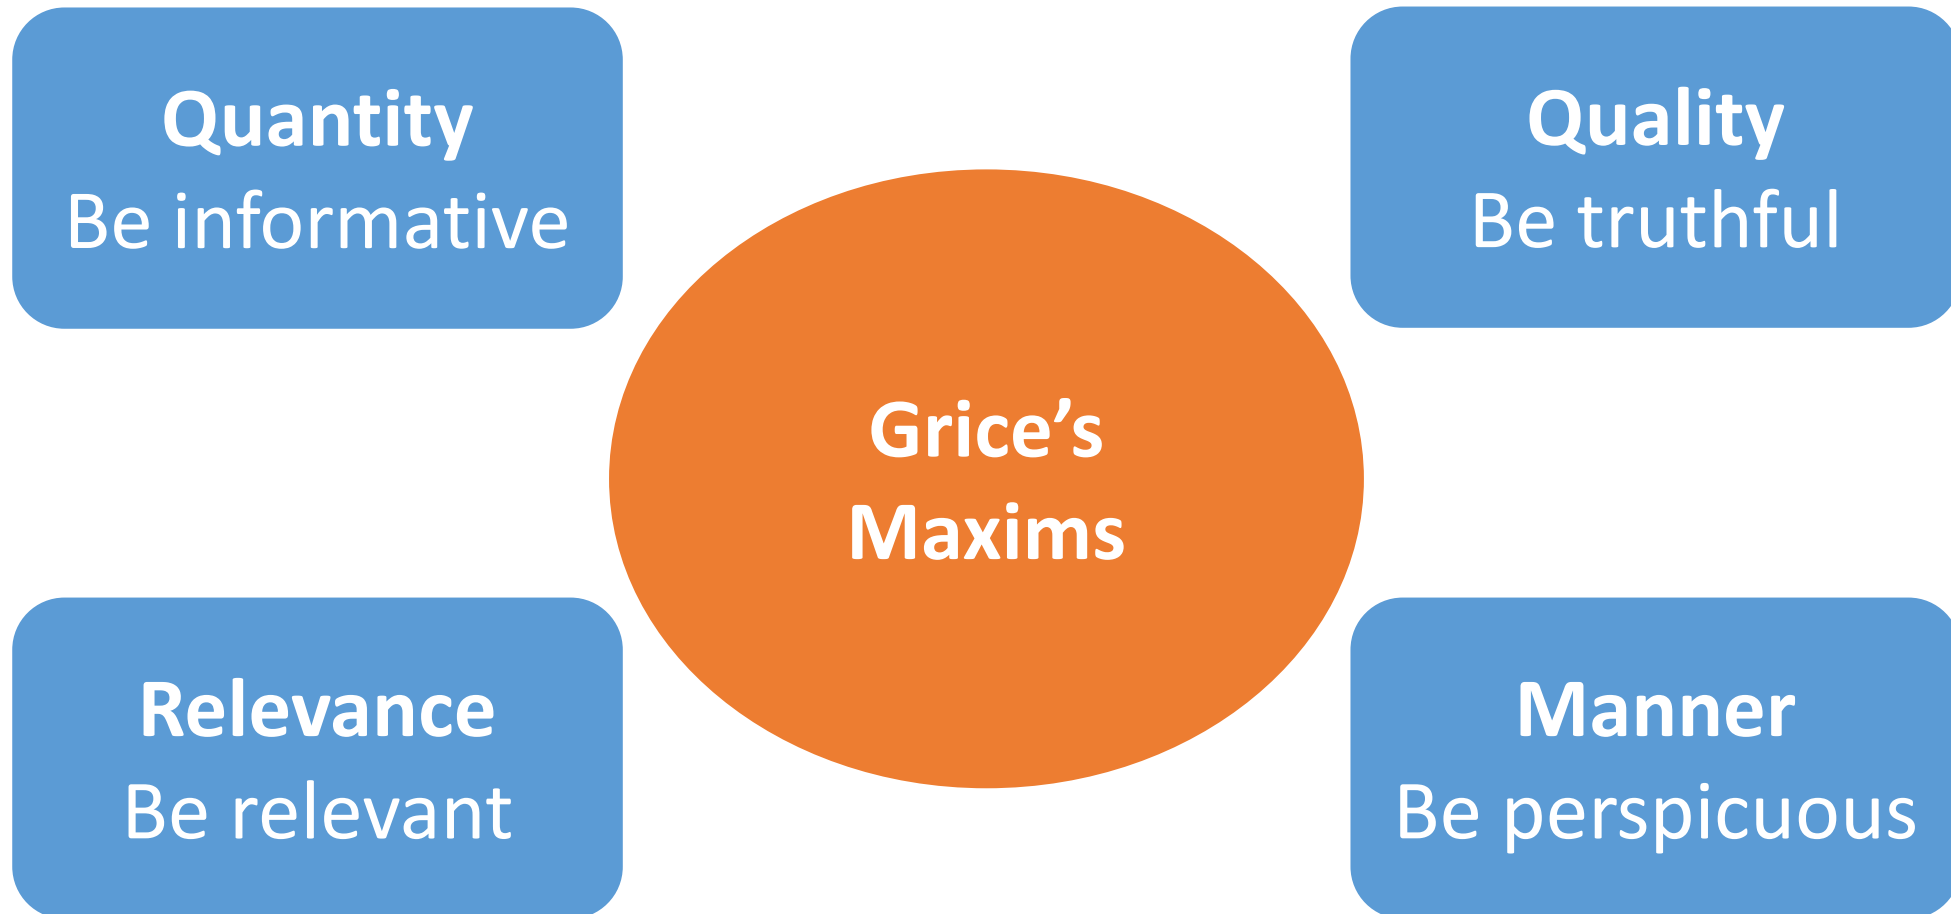 Quantity
Be informative
Quality
Be truthful
Grice’s
Maxims
Relevance
Be relevant
Manner
Be perspicuous